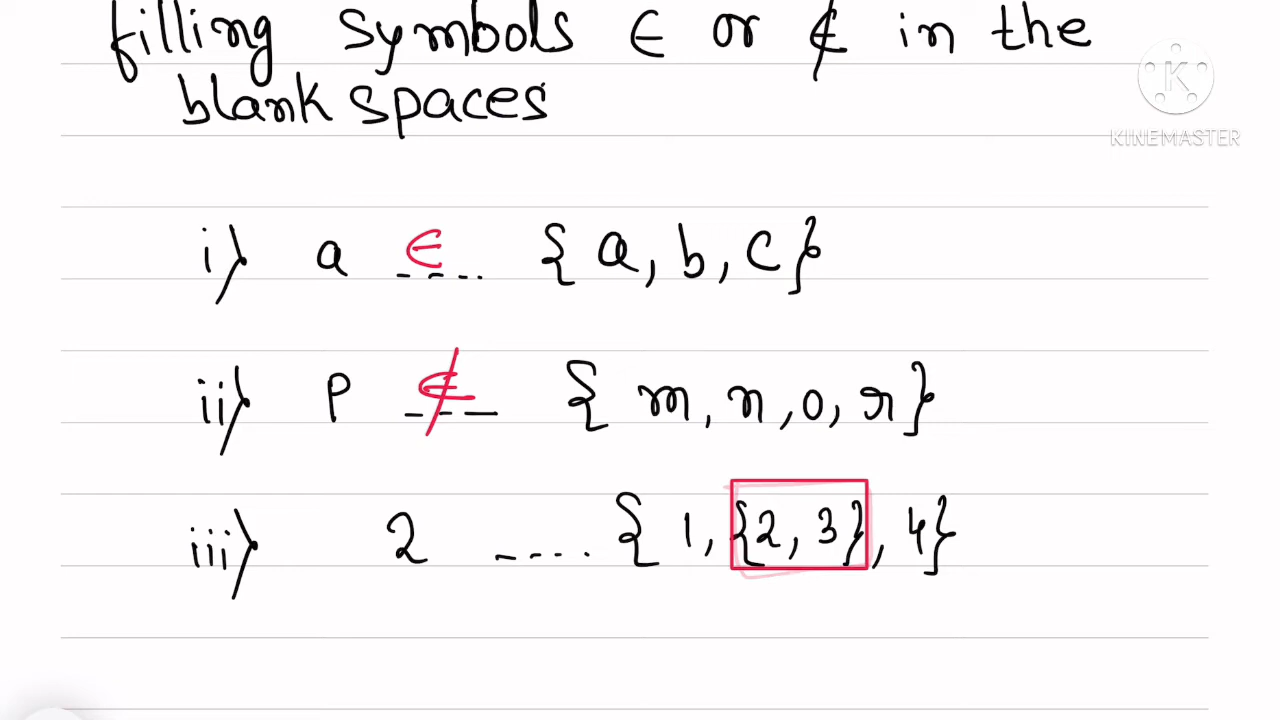 filling symbols ∈ or ∉ in the
blank spaces
K
KINEMASTER
i) a ∈ --- {a, b, c}
ii) p ∉ --- {m, n, o, r}
iii) 2 ---- {1, {2, 3}, 4}